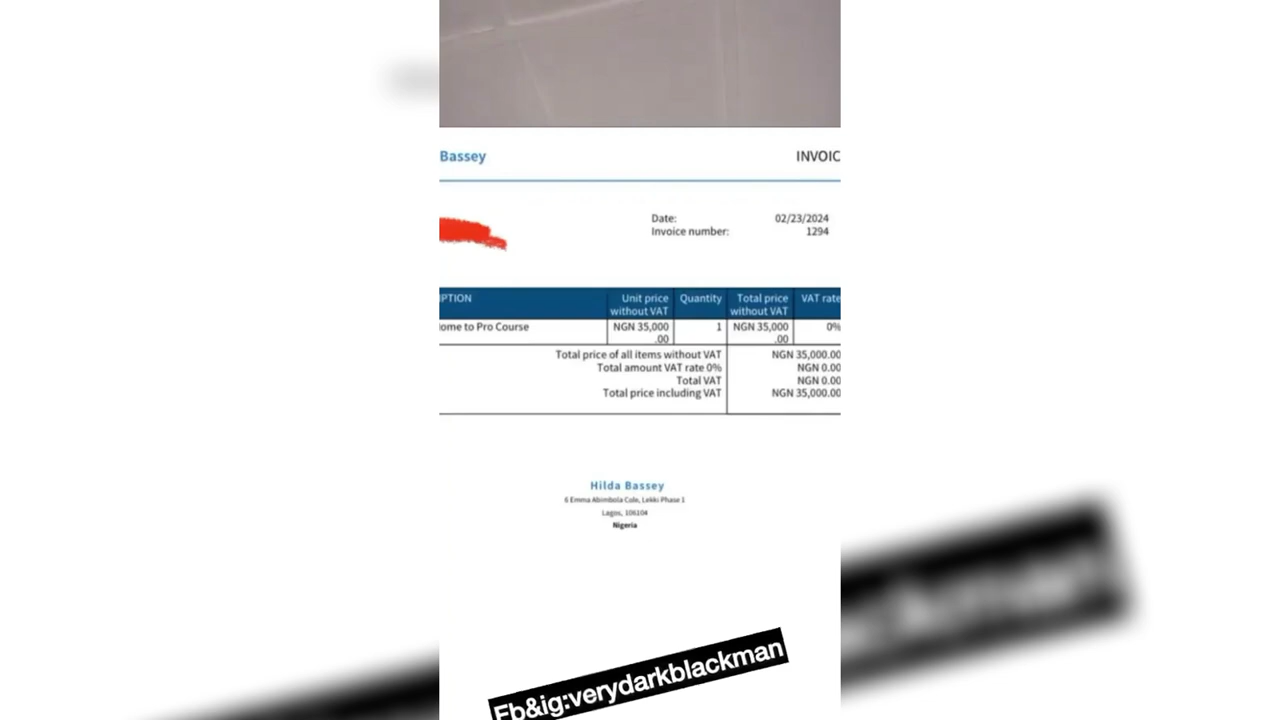 Bassey
INVOIC
Date: 02/23/2024
Invoice number: 1294
IPTION Unit price without VAT Quantity Total price without VAT VAT rate
ome to Pro Course NGN 35,000.00 1 NGN 35,000.00 0%
Total price of all items without VAT NGN 35,000.00
Total amount VAT rate 0% NGN 0.00
Total VAT NGN 0.00
Total price including VAT NGN 35,000.00
Hilda Bassey
6 Emma Abimbola Cole, Lekki Phase 1
Lagos, 106104
Nigeria
Fb&ig:verydarkblackman